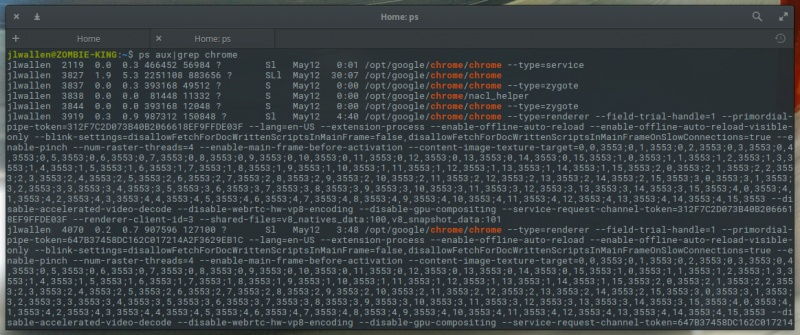 Home: ps
Home
Home: ps
jlwallen@ZOMBIE-KING:~$ ps aux|grep chrome
jlwallen 2119 0.0 0.3 466452 56984 ? Sl May12 0:01 /opt/google/chrome/chrome --type=service
jlwallen 3827 1.9 5.3 2251108 883656 ? SLl May12 30:07 /opt/google/chrome/chrome
jlwallen 3837 0.0 0.3 393168 49512 ? S May12 0:00 /opt/google/chrome/chrome --type=zygote
jlwallen 3838 0.0 0.0 81448 11332 ? S May12 0:00 /opt/google/chrome/nacl_helper
jlwallen 3844 0.0 0.0 393168 12048 ? S May12 0:00 /opt/google/chrome/chrome --type=zygote
jlwallen 3919 0.3 0.9 987312 150848 ? Sl May12 4:40 /opt/google/chrome/chrome --type=renderer --field-trial-handle=1 --primordial-
pipe-token=312F7C2D073B40B2066618EF9FFDE03F --lang=en-US --extension-process --enable-offline-auto-reload --enable-offline-auto-reload-visible-
only --blink-settings=disallowFetchForDocWrittenScriptsInMainFrame=false,disallowFetchForDocWrittenScriptsInMainFrameOnSlowConnections=true --e
nable-pinch --num-raster-threads=4 --enable-main-frame-before-activation --content-image-texture-target=0,0,3553;0,1,3553;0,2,3553;0,3,3553;0,4
,3553;0,5,3553;0,6,3553;0,7,3553;0,8,3553;0,9,3553;0,10,3553;0,11,3553;0,12,3553;0,13,3553;0,14,3553;0,15,3553;1,0,3553;1,1,3553;1,2,3553;1,3,3
553;1,4,3553;1,5,3553;1,6,3553;1,7,3553;1,8,3553;1,9,3553;1,10,3553;1,11,3553;1,12,3553;1,13,3553;1,14,3553;1,15,3553;2,0,3553;2,1,3553;2,2,355
3;2,3,3553;2,4,3553;2,5,3553;2,6,3553;2,7,3553;2,8,3553;2,9,3553;2,10,3553;2,11,3553;2,12,3553;2,13,3553;2,14,3553;2,15,3553;3,0,3553;3,1,3553;
3,2,3553;3,3,3553;3,4,3553;3,5,3553;3,6,3553;3,7,3553;3,8,3553;3,9,3553;3,10,3553;3,11,3553;3,12,3553;3,13,3553;3,14,3553;3,15,3553;4,0,3553;4,
1,3553;4,2,3553;4,3,3553;4,4,3553;4,5,3553;4,6,3553;4,7,3553;4,8,3553;4,9,3553;4,10,3553;4,11,3553;4,12,3553;4,13,3553;4,14,3553;4,15,3553 --di
sable-accelerated-video-decode --disable-webrtc-hw-vp8-encoding --disable-gpu-compositing --service-request-channel-token=312F7C2D073B40B206661
8EF9FFDE03F --renderer-client-id=3 --shared-files=v8_natives_data:100,v8_snapshot_data:101
jlwallen 4070 0.2 0.7 907596 127100 ? Sl May12 3:48 /opt/google/chrome/chrome --type=renderer --field-trial-handle=1 --primordial-
pipe-token=647B37458DC162C017214A2F3629EB1C --lang=en-US --extension-process --enable-offline-auto-reload --enable-offline-auto-reload-visible-
only --blink-settings=disallowFetchForDocWrittenScriptsInMainFrame=false,disallowFetchForDocWrittenScriptsInMainFrameOnSlowConnections=true --e
nable-pinch --num-raster-threads=4 --enable-main-frame-before-activation --content-image-texture-target=0,0,3553;0,1,3553;0,2,3553;0,3,3553;0,4
,3553;0,5,3553;0,6,3553;0,7,3553;0,8,3553;0,9,3553;0,10,3553;0,11,3553;0,12,3553;0,13,3553;0,14,3553;0,15,3553;1,0,3553;1,1,3553;1,2,3553;1,3,3
553;1,4,3553;1,5,3553;1,6,3553;1,7,3553;1,8,3553;1,9,3553;1,10,3553;1,11,3553;1,12,3553;1,13,3553;1,14,3553;1,15,3553;2,0,3553;2,1,3553;2,2,355
3;2,3,3553;2,4,3553;2,5,3553;2,6,3553;2,7,3553;2,8,3553;2,9,3553;2,10,3553;2,11,3553;2,12,3553;2,13,3553;2,14,3553;2,15,3553;3,0,3553;3,1,3553;
3,2,3553;3,3,3553;3,4,3553;3,5,3553;3,6,3553;3,7,3553;3,8,3553;3,9,3553;3,10,3553;3,11,3553;3,12,3553;3,13,3553;3,14,3553;3,15,3553;4,0,3553;4,
1,3553;4,2,3553;4,3,3553;4,4,3553;4,5,3553;4,6,3553;4,7,3553;4,8,3553;4,9,3553;4,10,3553;4,11,3553;4,12,3553;4,13,3553;4,14,3553;4,15,3553 --di
sable-accelerated-video-decode --disable-webrtc-hw-vp8-encoding --disable-gpu-compositing --service-request-channel-token=647B37458DC162C017214